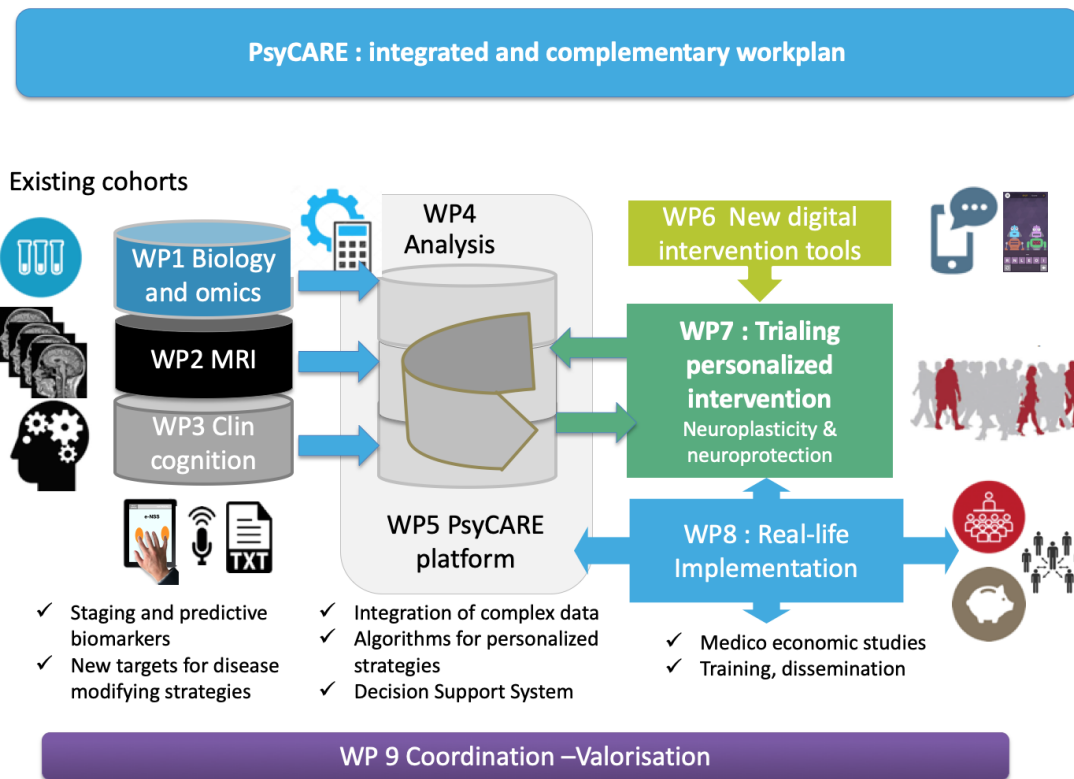 PsyCARE : integrated and complementary workplan
Existing cohorts
WP1 Biology
and omics
WP2 MRI
WP3 Clin
cognition
e-NSS
TXT
✓ Staging and predictive
biomarkers
✓ New targets for disease
modifying strategies
WP4
Analysis
WP5 PsyCARE
platform
✓ Integration of complex data
✓ Algorithms for personalized
strategies
✓ Decision Support System
WP6 New digital
intervention tools
WP7 : Trialing
personalized
intervention
Neuroplasticity &
neuroprotection
WP8 : Real-life
Implementation
✓ Medico economic studies
✓ Training, dissemination
WP 9 Coordination –Valorisation